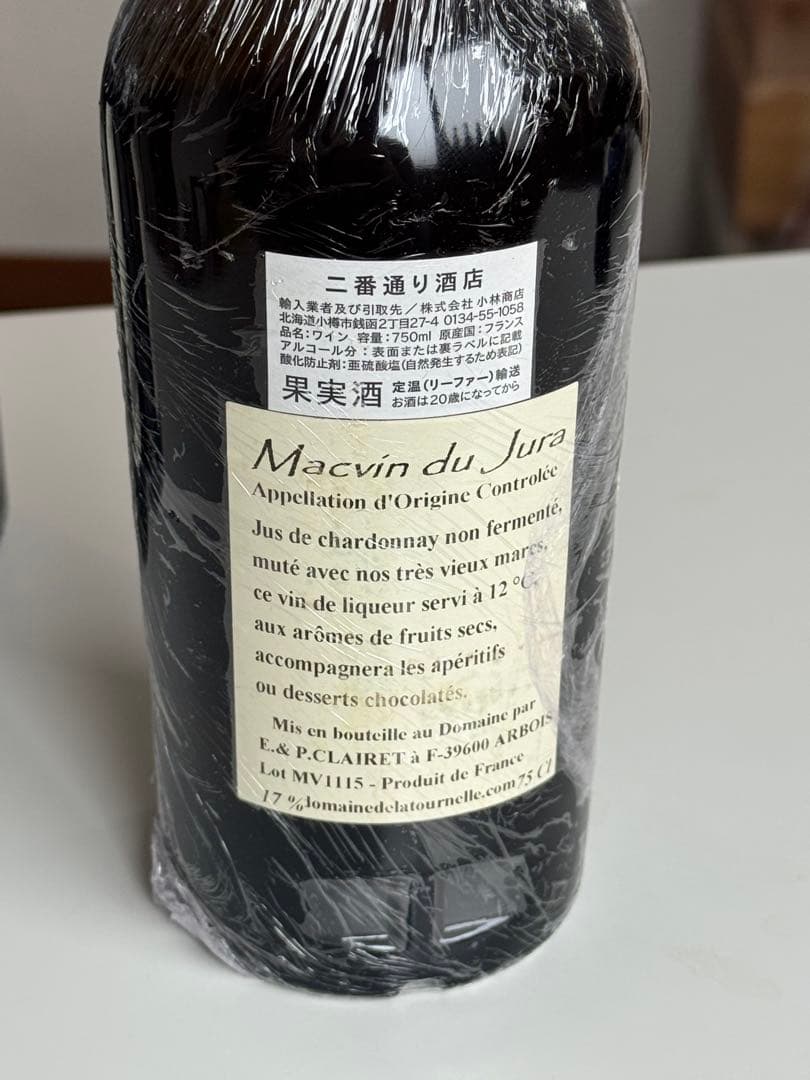 二番通り酒店
輸入業者及び引取先／株式会社 小林商店
北海道小樽市銭函2丁目27-4 0134-55-1058
品名：ワイン 容量：750ml 原産国：フランス
アルコール分：表面または裏ラベルに記載
酸化防止剤：亜硫酸塩(自然発生するため表記)
果実酒 定温(リーファー)輸送
お酒は20歳になってから
Macvin du Jura
Appellation d'Origine Controlée
Jus de chardonnay non fermenté,
muté avec nos très vieux marcs,
ce vin de liqueur servi à 12 °C,
aux arômes de fruits secs,
accompagnera les apéritifs
ou desserts chocolatés.
Mis en bouteille au Domaine par
E.& P.CLAIRET à F-39600 ARBOIS
Lot MV1115 - Produit de France
17 % domainedelatournelle.com 75 Cl